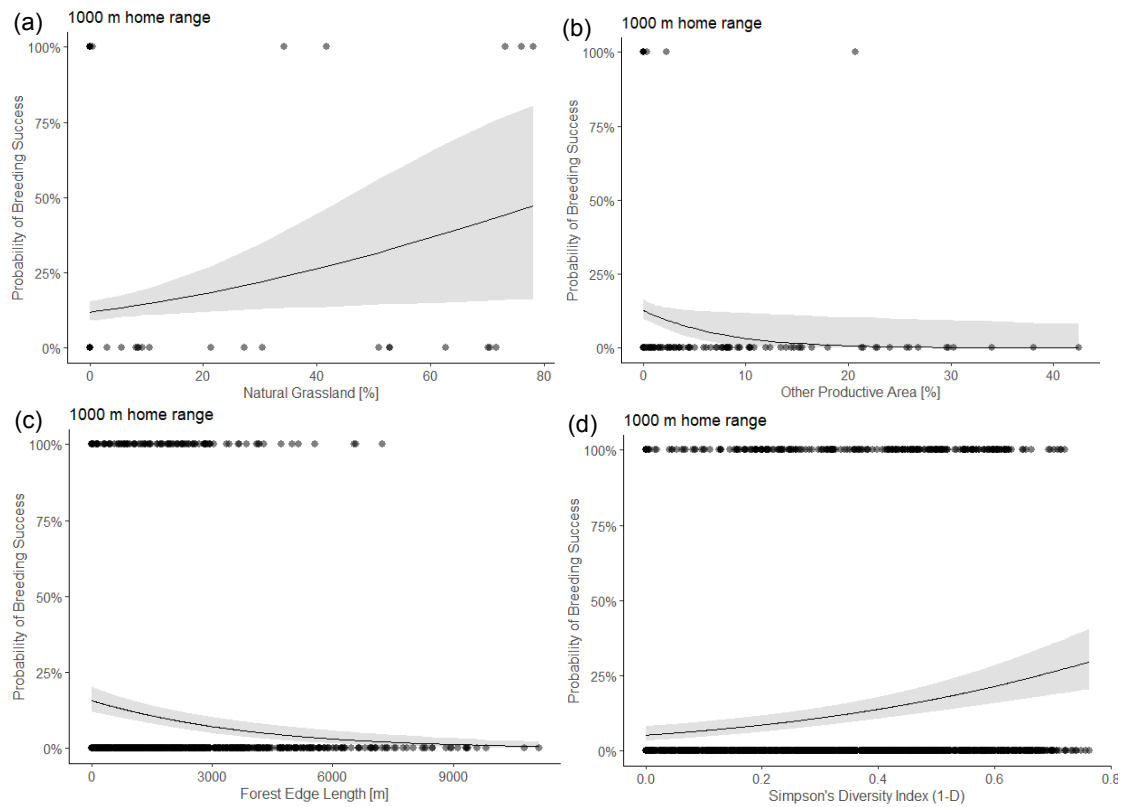 (a)
1000 m home range
100%
75%
50%
25%
0%
Probability of Breeding Success
0
20
40
60
80
Natural Grassland [%]
(b)
1000 m home range
100%
75%
50%
25%
0%
Probability of Breeding Success
0
10
20
30
40
Other Productive Area [%]
(c)
1000 m home range
100%
75%
50%
25%
0%
Probability of Breeding Success
0
3000
6000
9000
Forest Edge Length [m]
(d)
1000 m home range
100%
75%
50%
25%
0%
Probability of Breeding Success
0.0
0.2
0.4
0.6
0.8
Simpson's Diversity Index (1-D)